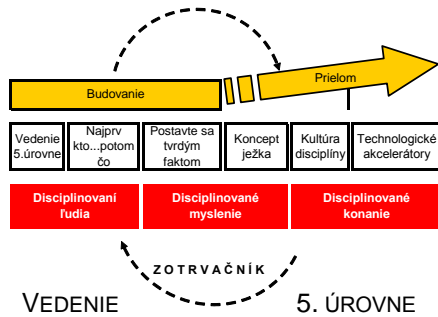 Prielom
Budovanie
Vedenie
5.úrovne
Najprv
kto...potom
čo
Postavte sa
tvrdým
faktom
Koncept
ježka
Kultúra
disciplíny
Technologické
akcelerátory
Disciplinovaní
ľudia
Disciplinované
myslenie
Disciplinované
konanie
ZOTRVAČNÍK
VEDENIE 5. ÚROVNE